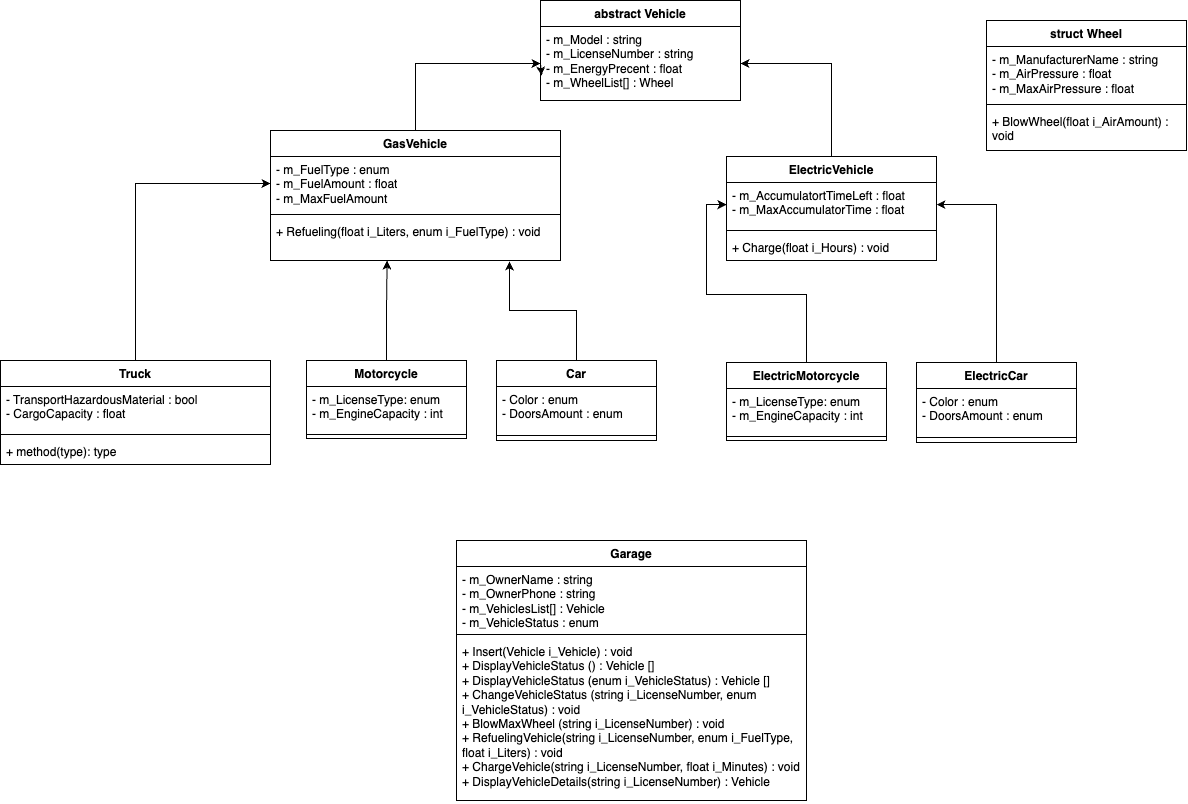 abstract Vehicle
- m_Model : string
- m_LicenseNumber : string
- m_EnergyPrecent : float
- m_WheelList[] : Wheel
struct Wheel
- m_ManufacturerName : string
- m_AirPressure : float
- m_MaxAirPressure : float
+ BlowWheel(float i_AirAmount) :
void
GasVehicle
- m_FuelType : enum
- m_FuelAmount : float
- m_MaxFuelAmount
+ Refueling(float i_Liters, enum i_FuelType) : void
ElectricVehicle
- m_AccumulatortTimeLeft : float
- m_MaxAccumulatorTime : float
+ Charge(float i_Hours) : void
Truck
- TransportHazardousMaterial : bool
- CargoCapacity : float
+ method(type): type
Motorcycle
- m_LicenseType: enum
- m_EngineCapacity : int
Car
- Color : enum
- DoorsAmount : enum
ElectricMotorcycle
- m_LicenseType: enum
- m_EngineCapacity : int
ElectricCar
- Color : enum
- DoorsAmount : enum
Garage
- m_OwnerName : string
- m_OwnerPhone : string
- m_VehiclesList[] : Vehicle
- m_VehicleStatus : enum
+ Insert(Vehicle i_Vehicle) : void
+ DisplayVehicleStatus () : Vehicle []
+ DisplayVehicleStatus (enum i_VehicleStatus) : Vehicle []
+ ChangeVehicleStatus (string i_LicenseNumber, enum
i_VehicleStatus) : void
+ BlowMaxWheel (string i_LicenseNumber) : void
+ RefuelingVehicle(string i_LicenseNumber, enum i_FuelType,
float i_Liters) : void
+ ChargeVehicle(string i_LicenseNumber, float i_Minutes) : void
+ DisplayVehicleDetails(string i_LicenseNumber) : Vehicle